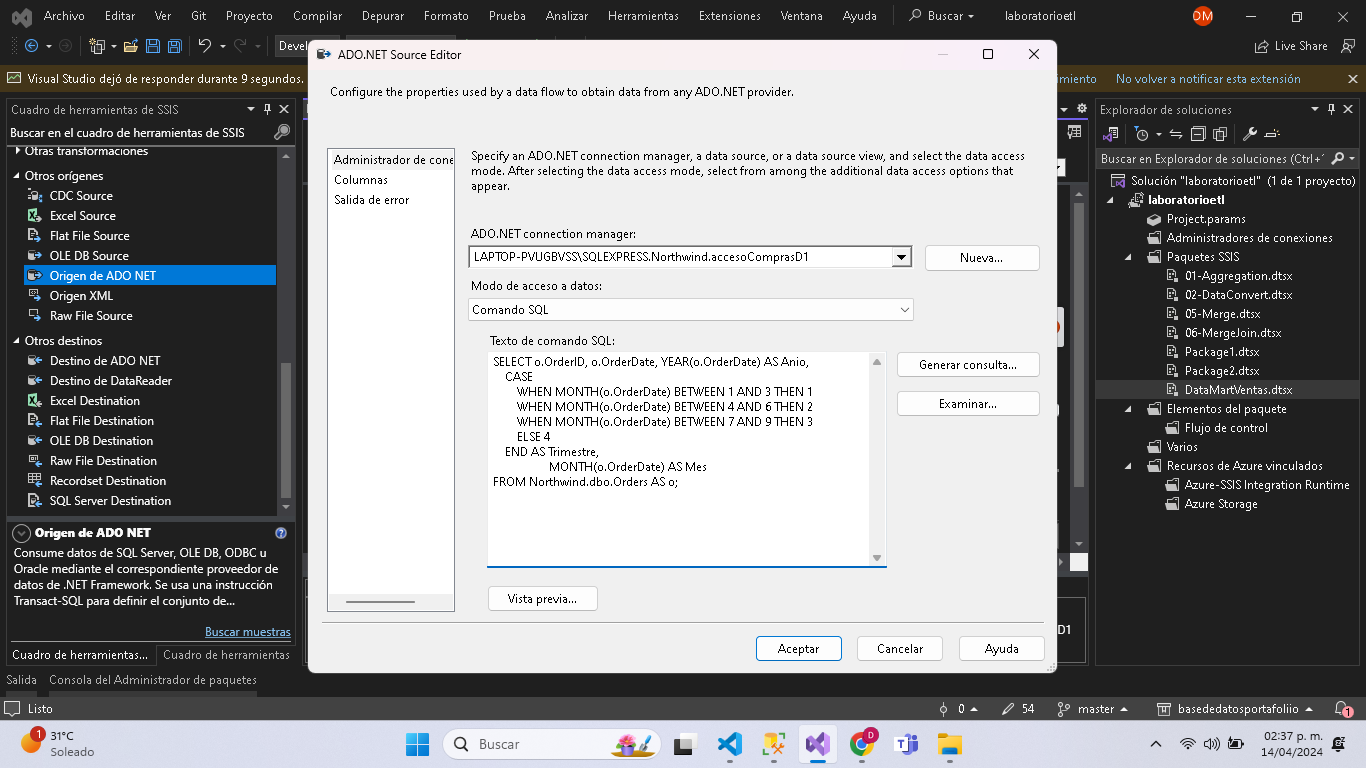 Archivo Editar Ver Git Proyecto Compilar Depurar Formato Prueba Analizar Herramientas Extensiones Ventana Ayuda Buscar laboratorioetl OM
Live Share
Visual Studio dejó de responder durante 9 segundos. No volver a notificar esta extensión
Cuadro de herramientas de SSIS
Buscar en el cuadro de herramientas de SSIS
Otras transformaciones
Otros orígenes
CDC Source
Excel Source
Flat File Source
OLE DB Source
Origen de ADO NET
Origen XML
Raw File Source
Otros destinos
Destino de ADO NET
Destino de DataReader
Excel Destination
Flat File Destination
OLE DB Destination
Raw File Destination
Recordset Destination
SQL Server Destination
Origen de ADO NET
Consume datos de SQL Server, OLE DB, ODBC u
Oracle mediante el correspondiente proveedor de
datos de .NET Framework. Se usa una instrucción
Transact-SQL para definir el conjunto de...
Buscar muestras
Cuadro de herramientas... Cuadro de herramientas
Salida Consola del Administrador de paquetes
ADO.NET Source Editor
Configure the properties used by a data flow to obtain data from any ADO.NET provider.
Administrador de cone
Columnas
Salida de error
Specify an ADO.NET connection manager, a data source, or a data source view, and select the data access
mode. After selecting the data access mode, select from among the additional data access options that
appear.
ADO.NET connection manager:
LAPTOP-PVUGBVSS\SQLEXPRESS.Northwind.accesoComprasD1
Nueva...
Modo de acceso a datos:
Comando SQL
Texto de comando SQL:
SELECT o.OrderID, o.OrderDate, YEAR(o.OrderDate) AS Anio,
CASE
WHEN MONTH(o.OrderDate) BETWEEN 1 AND 3 THEN 1
WHEN MONTH(o.OrderDate) BETWEEN 4 AND 6 THEN 2
WHEN MONTH(o.OrderDate) BETWEEN 7 AND 9 THEN 3
ELSE 4
END AS Trimestre,
MONTH(o.OrderDate) AS Mes
FROM Northwind.dbo.Orders AS o;
Generar consulta...
Examinar...
Vista previa...
Aceptar Cancelar Ayuda
D1
Explorador de soluciones
Buscar en Explorador de soluciones (Ctrl+
Solución "laboratorioetl" (1 de 1 proyecto)
laboratorioetl
Project.params
Administradores de conexiones
Paquetes SSIS
01-Aggregation.dtsx
02-DataConvert.dtsx
05-Merge.dtsx
06-MergeJoin.dtsx
Package1.dtsx
Package2.dtsx
DataMartVentas.dtsx
Elementos del paquete
Flujo de control
Varios
Recursos de Azure vinculados
Azure-SSIS Integration Runtime
Azure Storage
Listo 0 54 master basededatosportafoliio 1
1 31°C
Soleado
Buscar
D
02:37 p. m.
14/04/2024